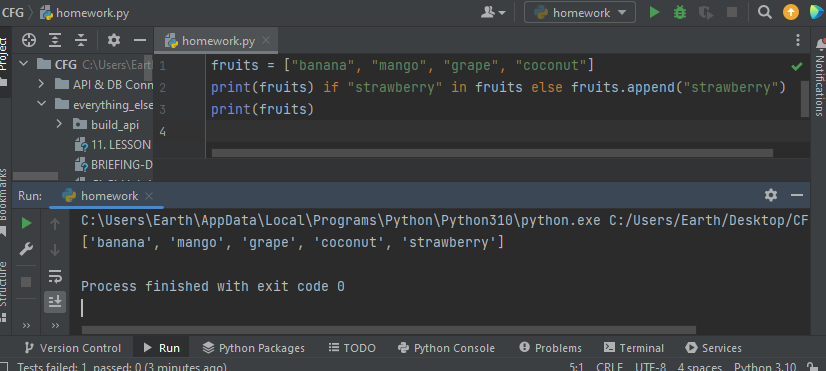 CFG homework.py homework
Project
homework.py
CFG C:\Users\Earth
API & DB Conn
everything_else
build_api
11. LESSON
BRIEFING-D
1 fruits = ["banana", "mango", "grape", "coconut"]
2 print(fruits) if "strawberry" in fruits else fruits.append("strawberry")
3 print(fruits)
4
Notifications
Bookmarks
Structure
Run: homework
C:\Users\Earth\AppData\Local\Programs\Python\Python310\python.exe C:/Users/Earth/Desktop/CF
['banana', 'mango', 'grape', 'coconut', 'strawberry']
Process finished with exit code 0
Version Control Run Python Packages TODO Python Console Problems Terminal Services
Tests failed: 1, passed: 0 (3 minutes ago) 5:1 CRLF UTF-8 4 spaces Python 3.10